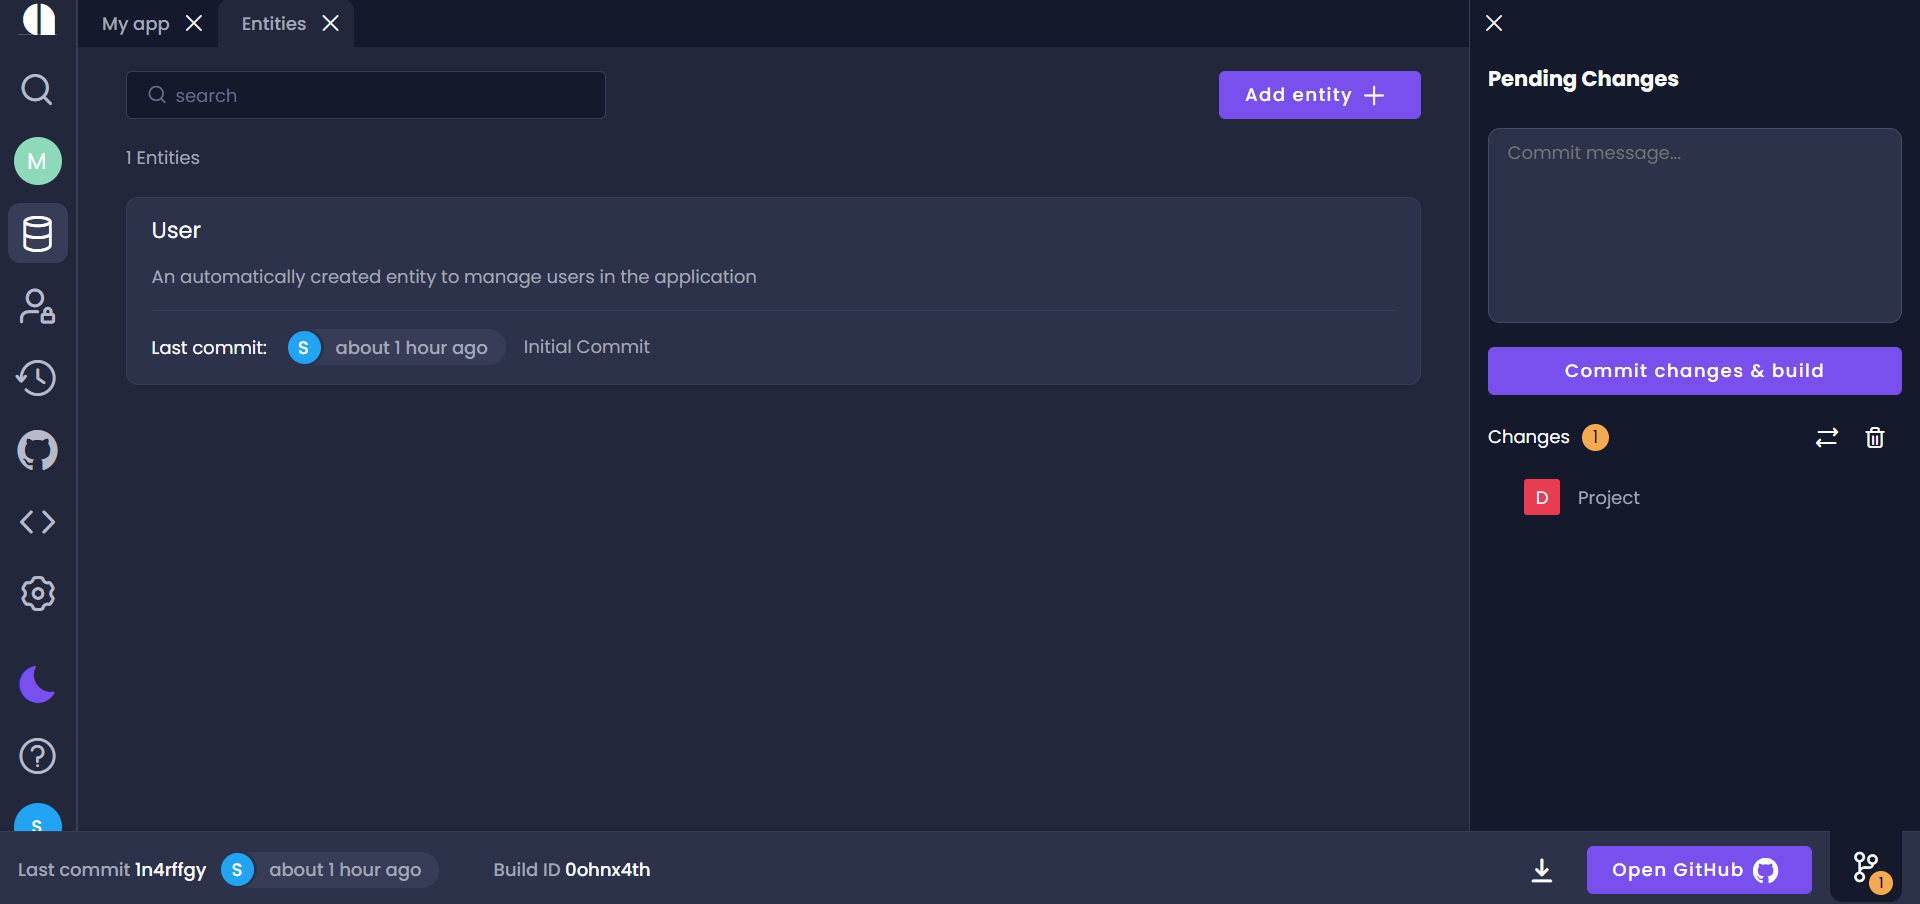 My app
Entities
search
Add entity
1 Entities
User
An automatically created entity to manage users in the application
Last commit: S about 1 hour ago Initial Commit
Pending Changes
Commit message...
Commit changes & build
Changes 1
D Project
M
S
Last commit 1n4rffgy S about 1 hour ago Build ID 0ohnx4th
Open GitHub
1